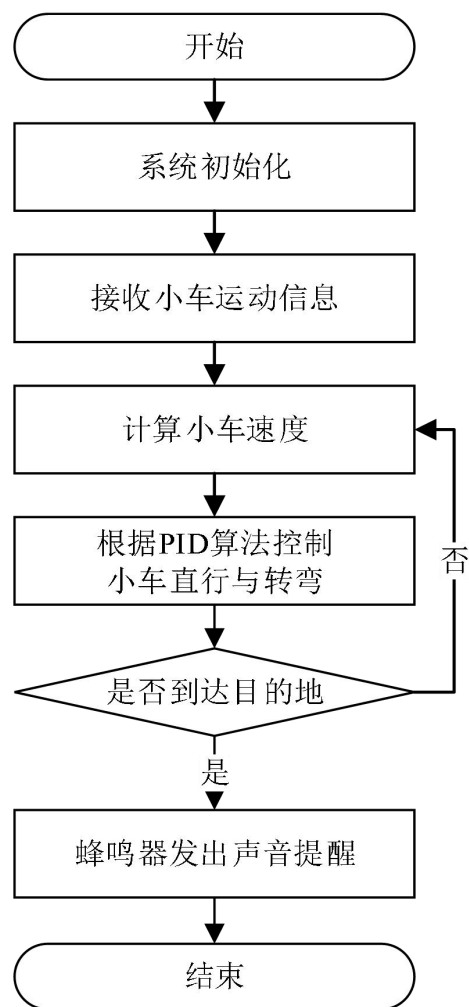 开始
系统初始化
接收小车运动信息
计算小车速度
根据PID算法控制
小车直行与转弯
否
是否到达目的地
是
蜂鸣器发出声音提醒
结束